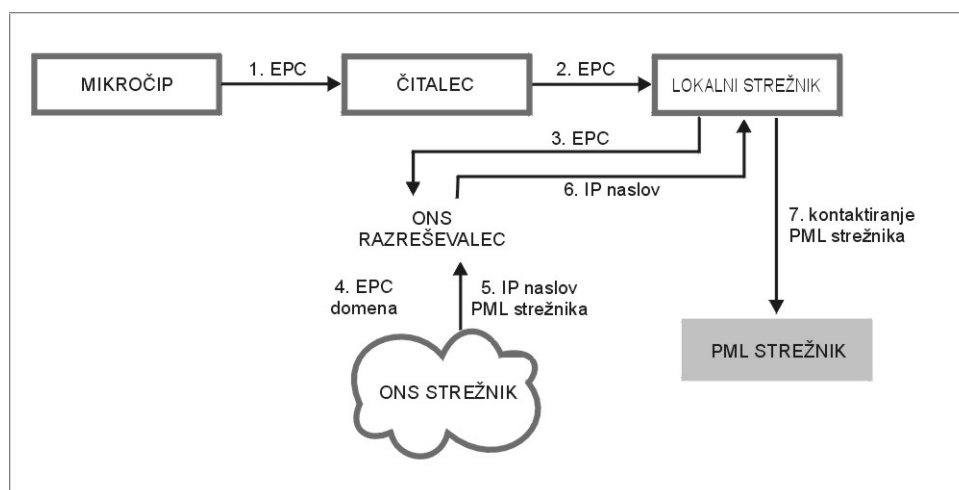 MIKROČIP
1. EPC
ČITALEC
2. EPC
LOKALNI STREŽNIK
3. EPC
6. IP naslov
ONS
RAZREŠEVALEC
7. kontaktiranje
PML strežnika
4. EPC
domena
5. IP naslov
PML strežnika
ONS STREŽNIK
PML STREŽNIK